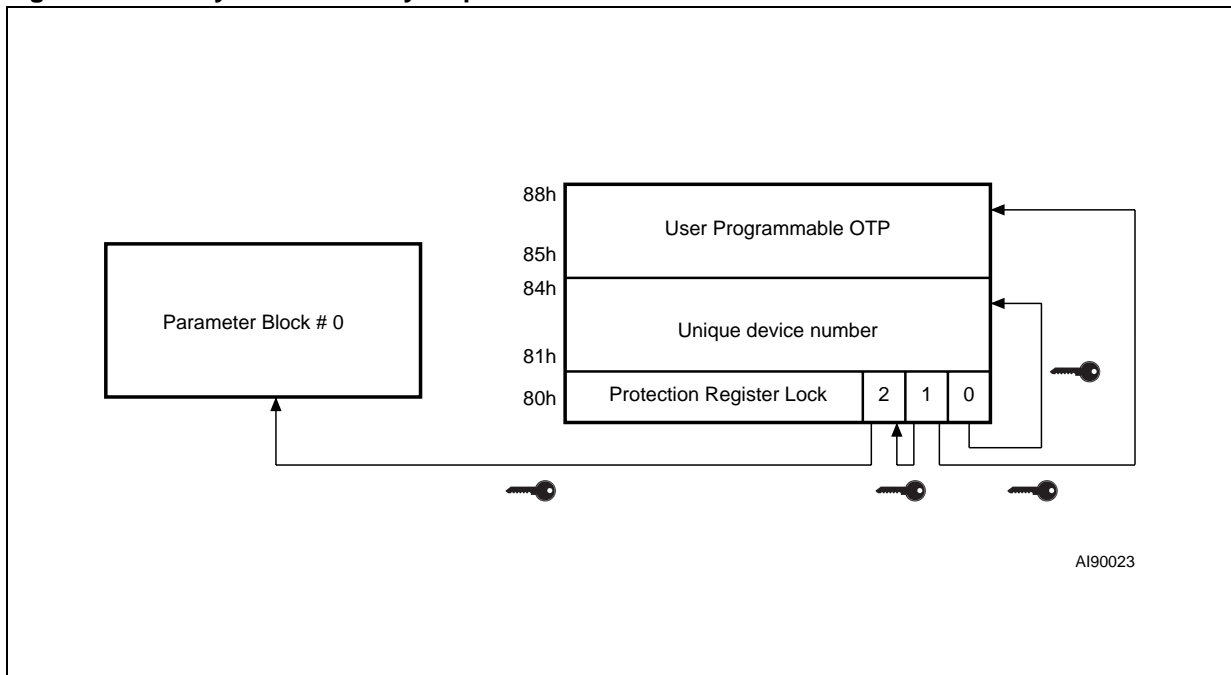 88h
User Programmable OTP
85h
84h
Parameter Block # 0
Unique device number
81h
80h
Protection Register Lock
2
1
0
AI90023